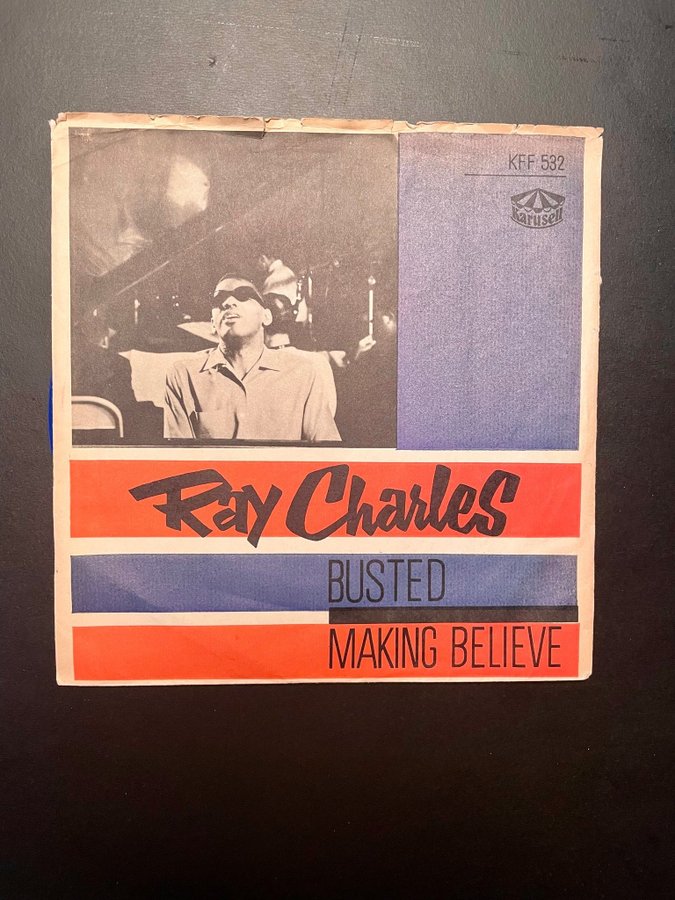 KFF 532
Karusell
Ray Charles
BUSTED
MAKING BELIEVE